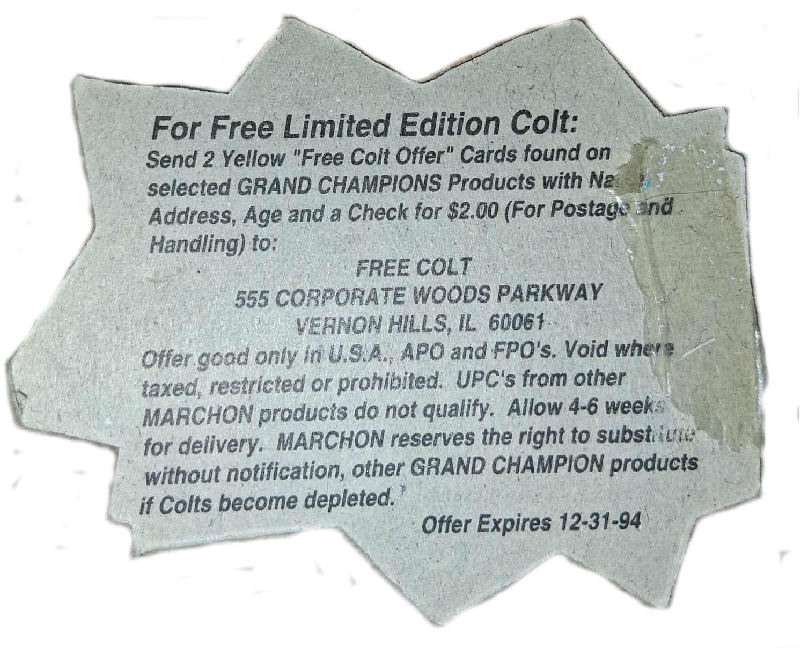 For Free Limited Edition Colt:
Send 2 Yellow "Free Colt Offer" Cards found on
selected GRAND CHAMPIONS Products with
Address, Age and a Check for $2.00 (For Postage and
Handling) to:
FREE COLT
555 CORPORATE WOODS PARKWAY
VERNON HILLS, IL 60061
Offer good only in U.S.A., APO and FPO's. Void where
taxed, restricted or prohibited. UPC's from other
MARCHON products do not qualify. Allow 4-6 weeks
for delivery. MARCHON reserves the right to substitute
without notification, other GRAND CHAMPION products
if Colts become depleted.
Offer Expires 12-31-94